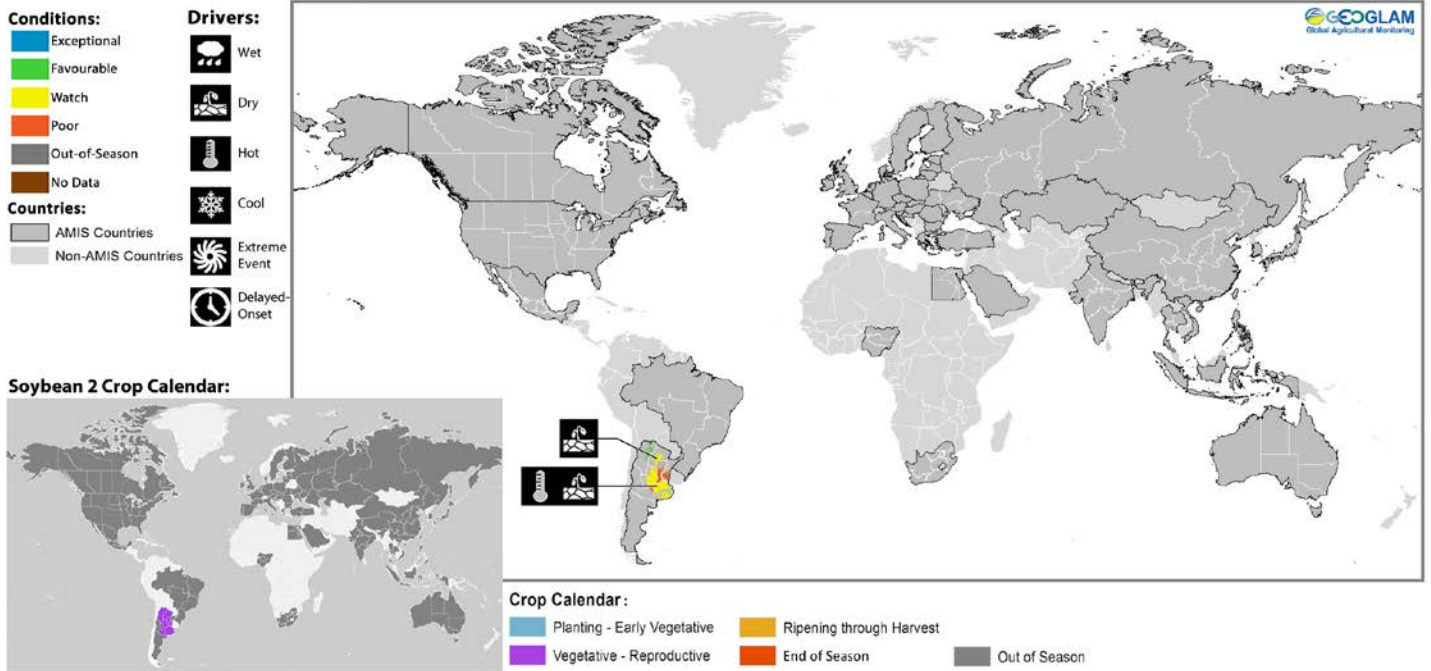 Conditions:
Exceptional
Favourable
Watch
Poor
Out-of-Season
No Data
Countries:
AMIS Countries
Non-AMIS Countries
Drivers:
Wet
Dry
Hot
Cool
Extreme
Event
Delayed-
Onset
GEOGLAM
Global Agricultural Monitoring
Soybean 2 Crop Calendar:
Crop Calendar :
Planting - Early Vegetative
Ripening through Harvest
Vegetative - Reproductive
End of Season
Out of Season